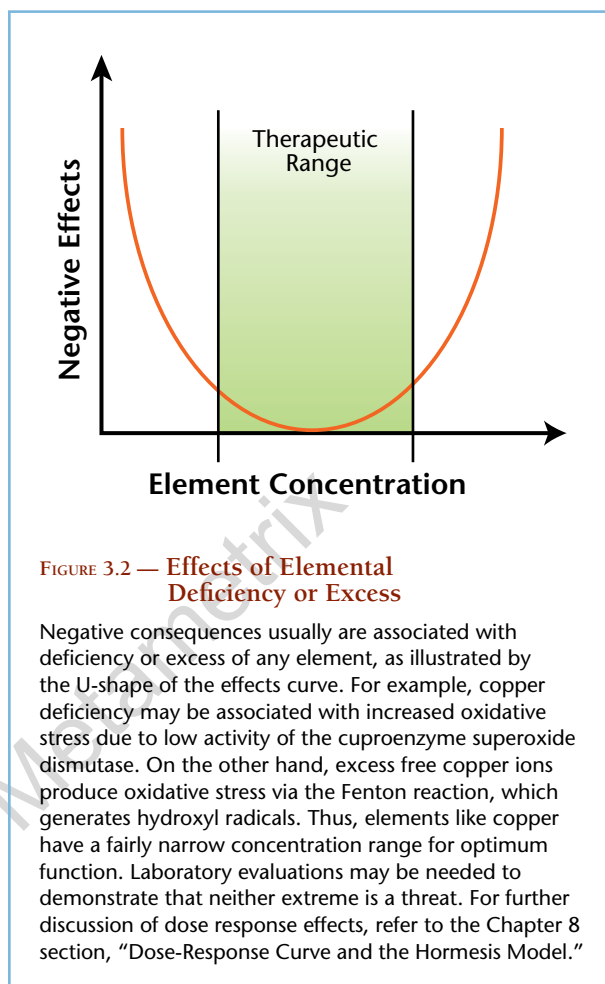 Therapeutic
Range
Negative Effects
Element Concentration
FIGURE 3.2 — Effects of Elemental
Deficiency or Excess
Negative consequences usually are associated with
deficiency or excess of any element, as illustrated by
the U-shape of the effects curve. For example, copper
deficiency may be associated with increased oxidative
stress due to low activity of the cuproenzyme superoxide
dismutase. On the other hand, excess free copper ions
produce oxidative stress via the Fenton reaction, which
generates hydroxyl radicals. Thus, elements like copper
have a fairly narrow concentration range for optimum
function. Laboratory evaluations may be needed to
demonstrate that neither extreme is a threat. For further
discussion of dose response effects, refer to the Chapter 8
section, “Dose-Response Curve and the Hormesis Model.”
Metametrix